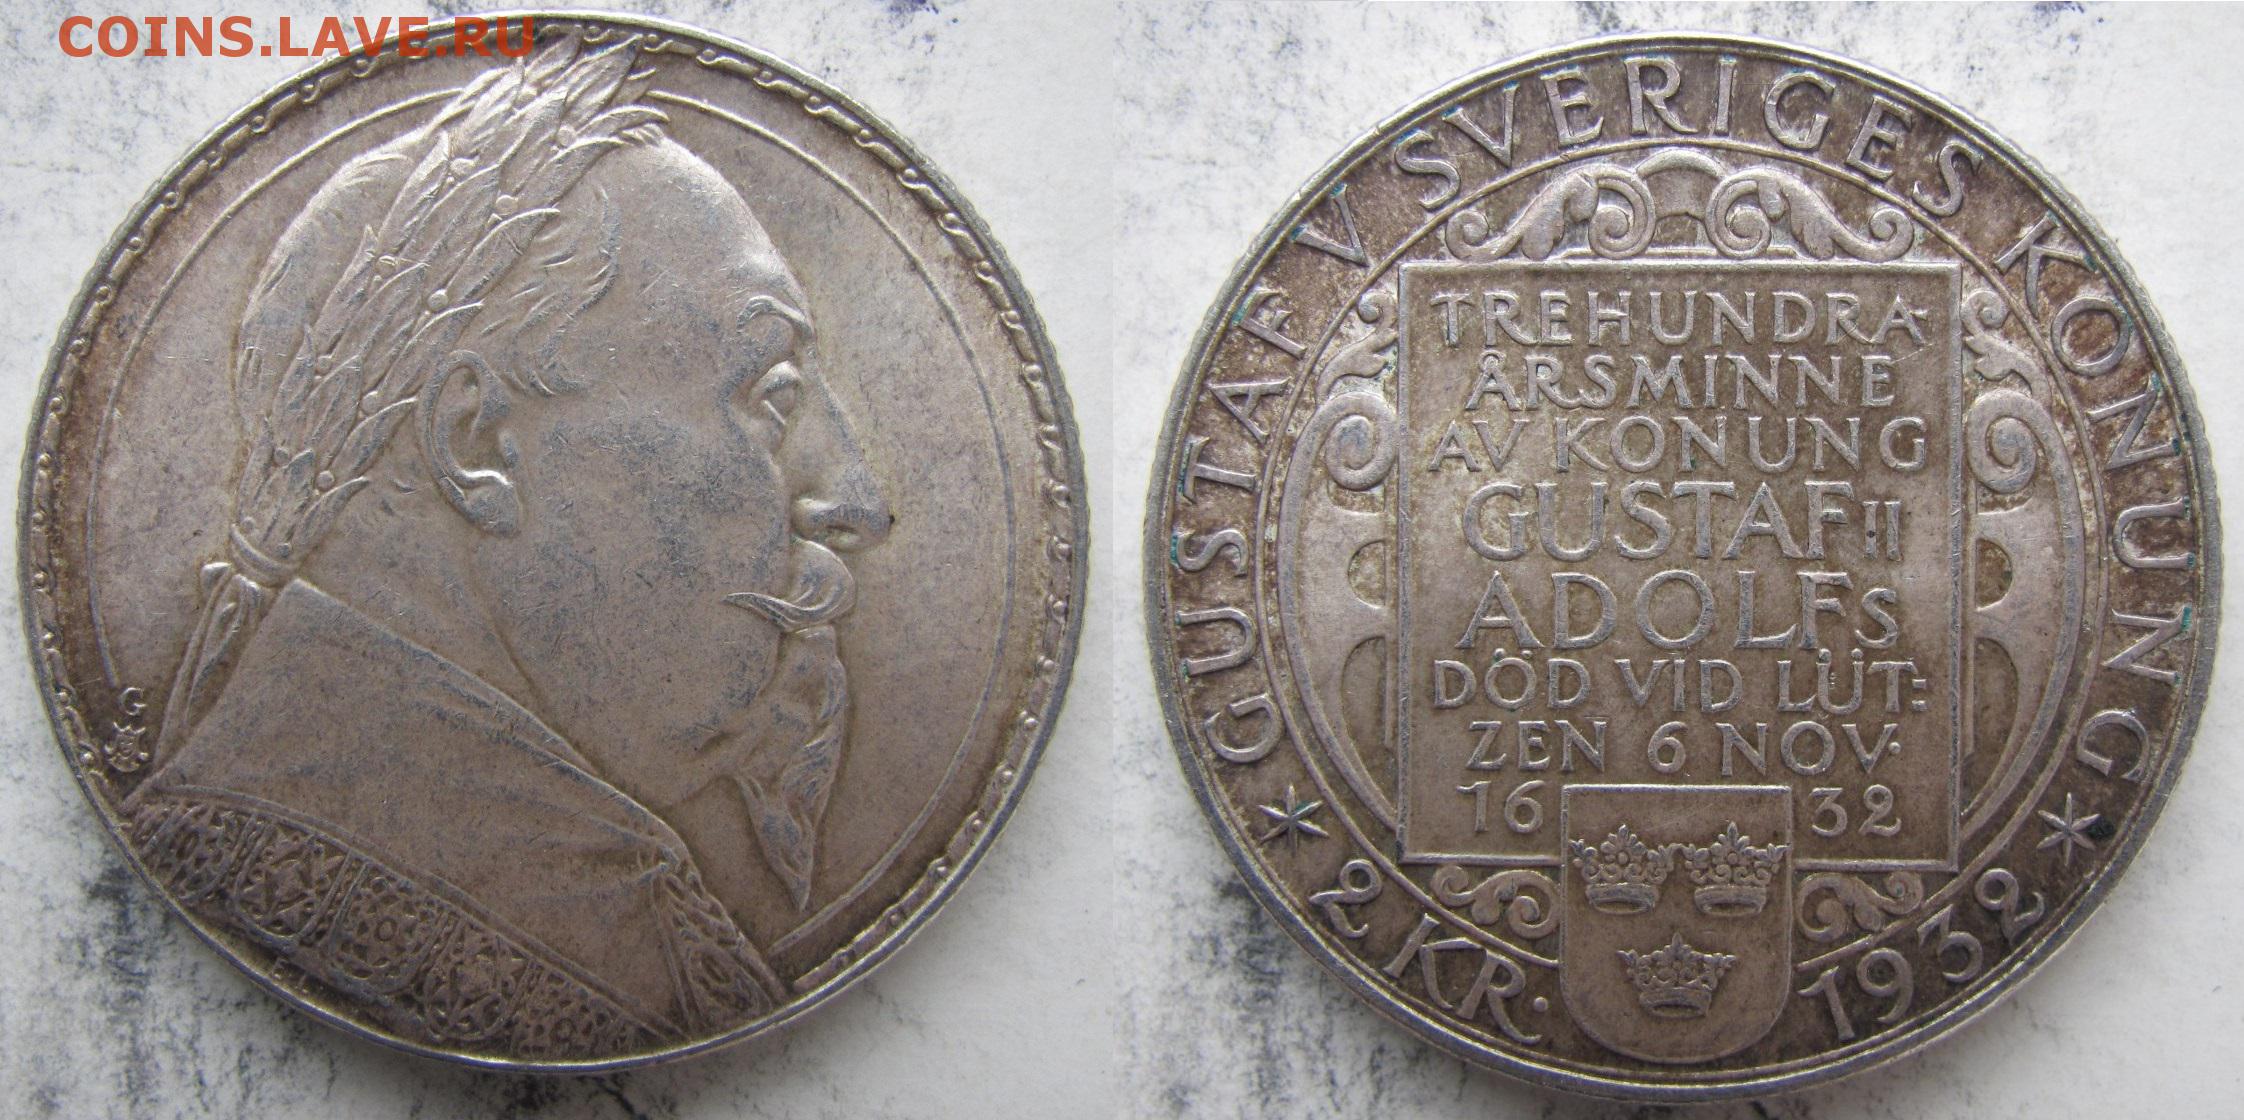 COINS.LAVE.RU
G
EL
GUSTAF V SVERIGES KONUNG
TREHUNDRA-
ÅRSMINNE
AV KONUNG
GUSTAF II
ADOLFS
DÖD VID LÜT=
ZEN 6 NOV.
16 32
2 KR. 1932